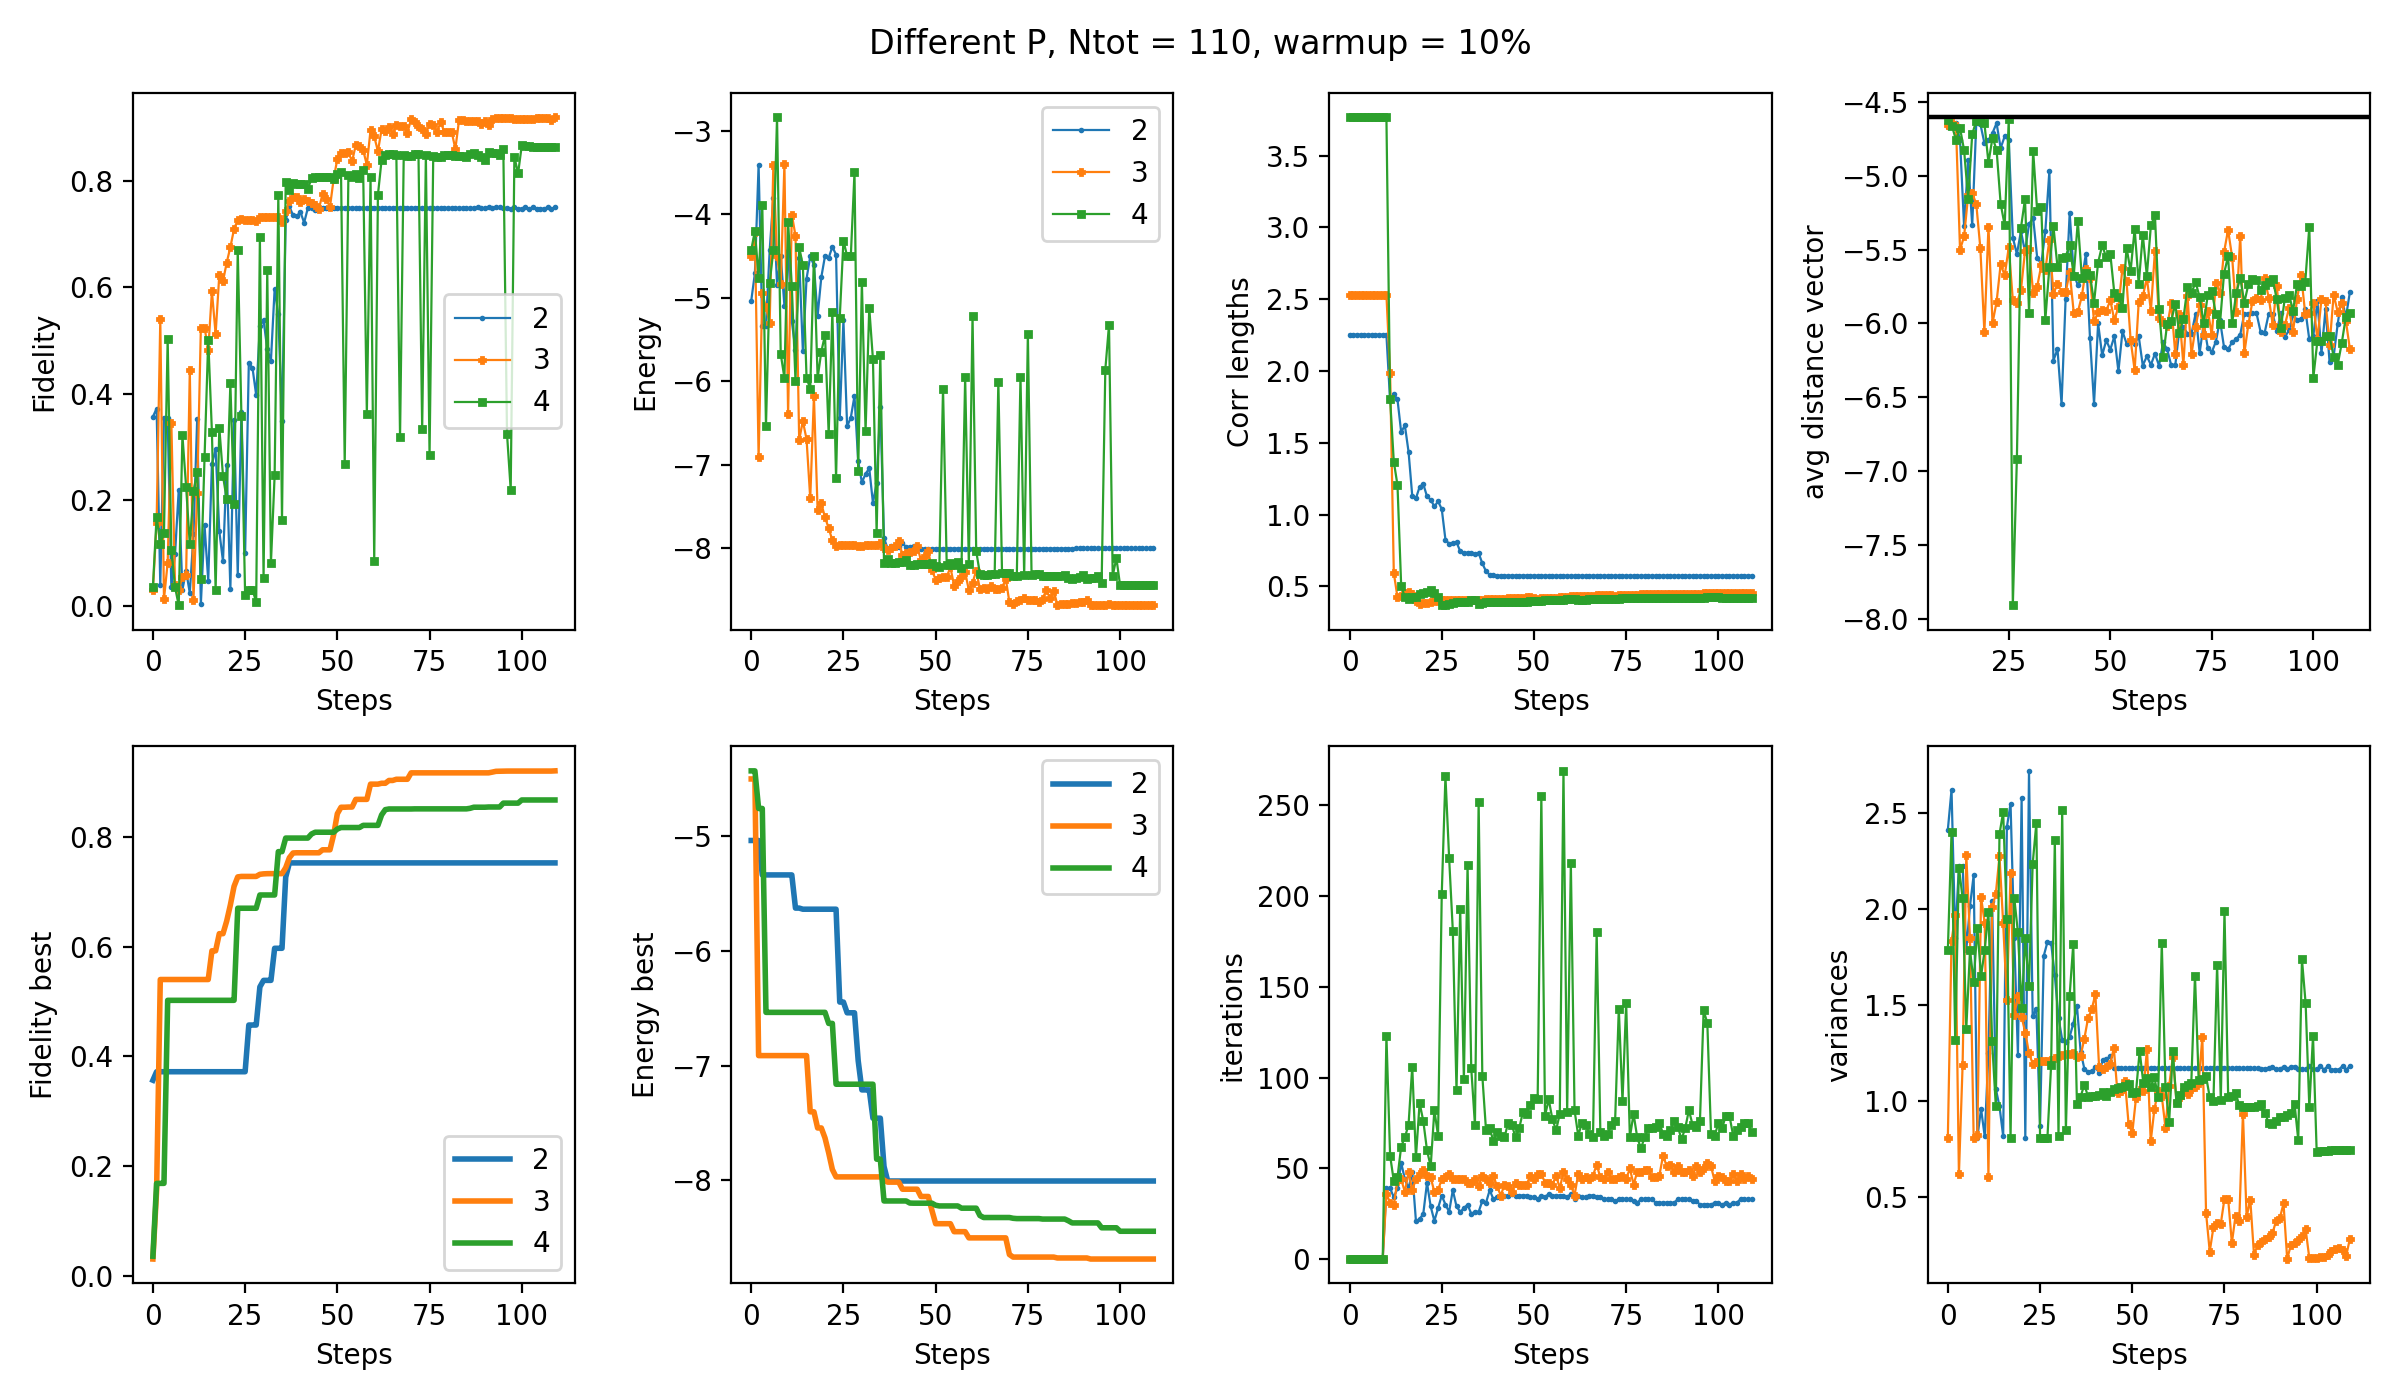 Different P, Ntot = 110, warmup = 10%
Fidelity
0.8
0.6
0.4
0.2
0.0
2
3
4
0 25 50 75 100
Steps
Energy
−3
−4
−5
−6
−7
−8
2
3
4
0 25 50 75 100
Steps
Corr lengths
3.5
3.0
2.5
2.0
1.5
1.0
0.5
0 25 50 75 100
Steps
avg distance vector
−4.5
−5.0
−5.5
−6.0
−6.5
−7.0
−7.5
−8.0
25 50 75 100
Steps
Fidelity best
0.8
0.6
0.4
0.2
0.0
2
3
4
0 25 50 75 100
Steps
Energy best
−5
−6
−7
−8
2
3
4
0 25 50 75 100
Steps
iterations
250
200
150
100
50
0
0 25 50 75 100
Steps
variances
2.5
2.0
1.5
1.0
0.5
0 25 50 75 100
Steps